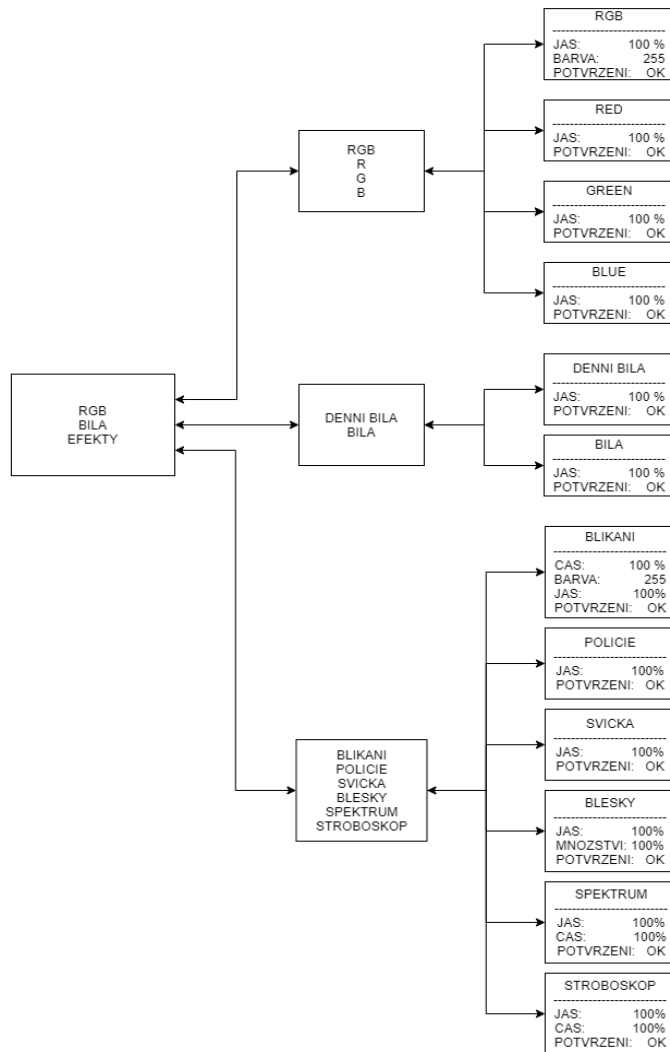 RGB
BILA
EFEKTY
RGB
R
G
B
DENNI BILA
BILA
BLIKANI
POLICIE
SVICKA
BLESKY
SPEKTRUM
STROBOSKOP
RGB
JAS: 100 %
BARVA: 255
POTVRZENI: OK
RED
JAS: 100 %
POTVRZENI: OK
GREEN
JAS: 100 %
POTVRZENI: OK
BLUE
JAS: 100 %
POTVRZENI: OK
DENNI BILA
JAS: 100 %
POTVRZENI: OK
BILA
JAS: 100 %
POTVRZENI: OK
BLIKANI
CAS: 100 %
BARVA: 255
JAS: 100%
POTVRZENI: OK
POLICIE
JAS: 100%
POTVRZENI: OK
SVICKA
JAS: 100%
POTVRZENI: OK
BLESKY
JAS: 100%
MNOZSTVI: 100%
POTVRZENI: OK
SPEKTRUM
JAS: 100%
CAS: 100%
POTVRZENI: OK
STROBOSKOP
JAS: 100%
CAS: 100%
POTVRZENI: OK